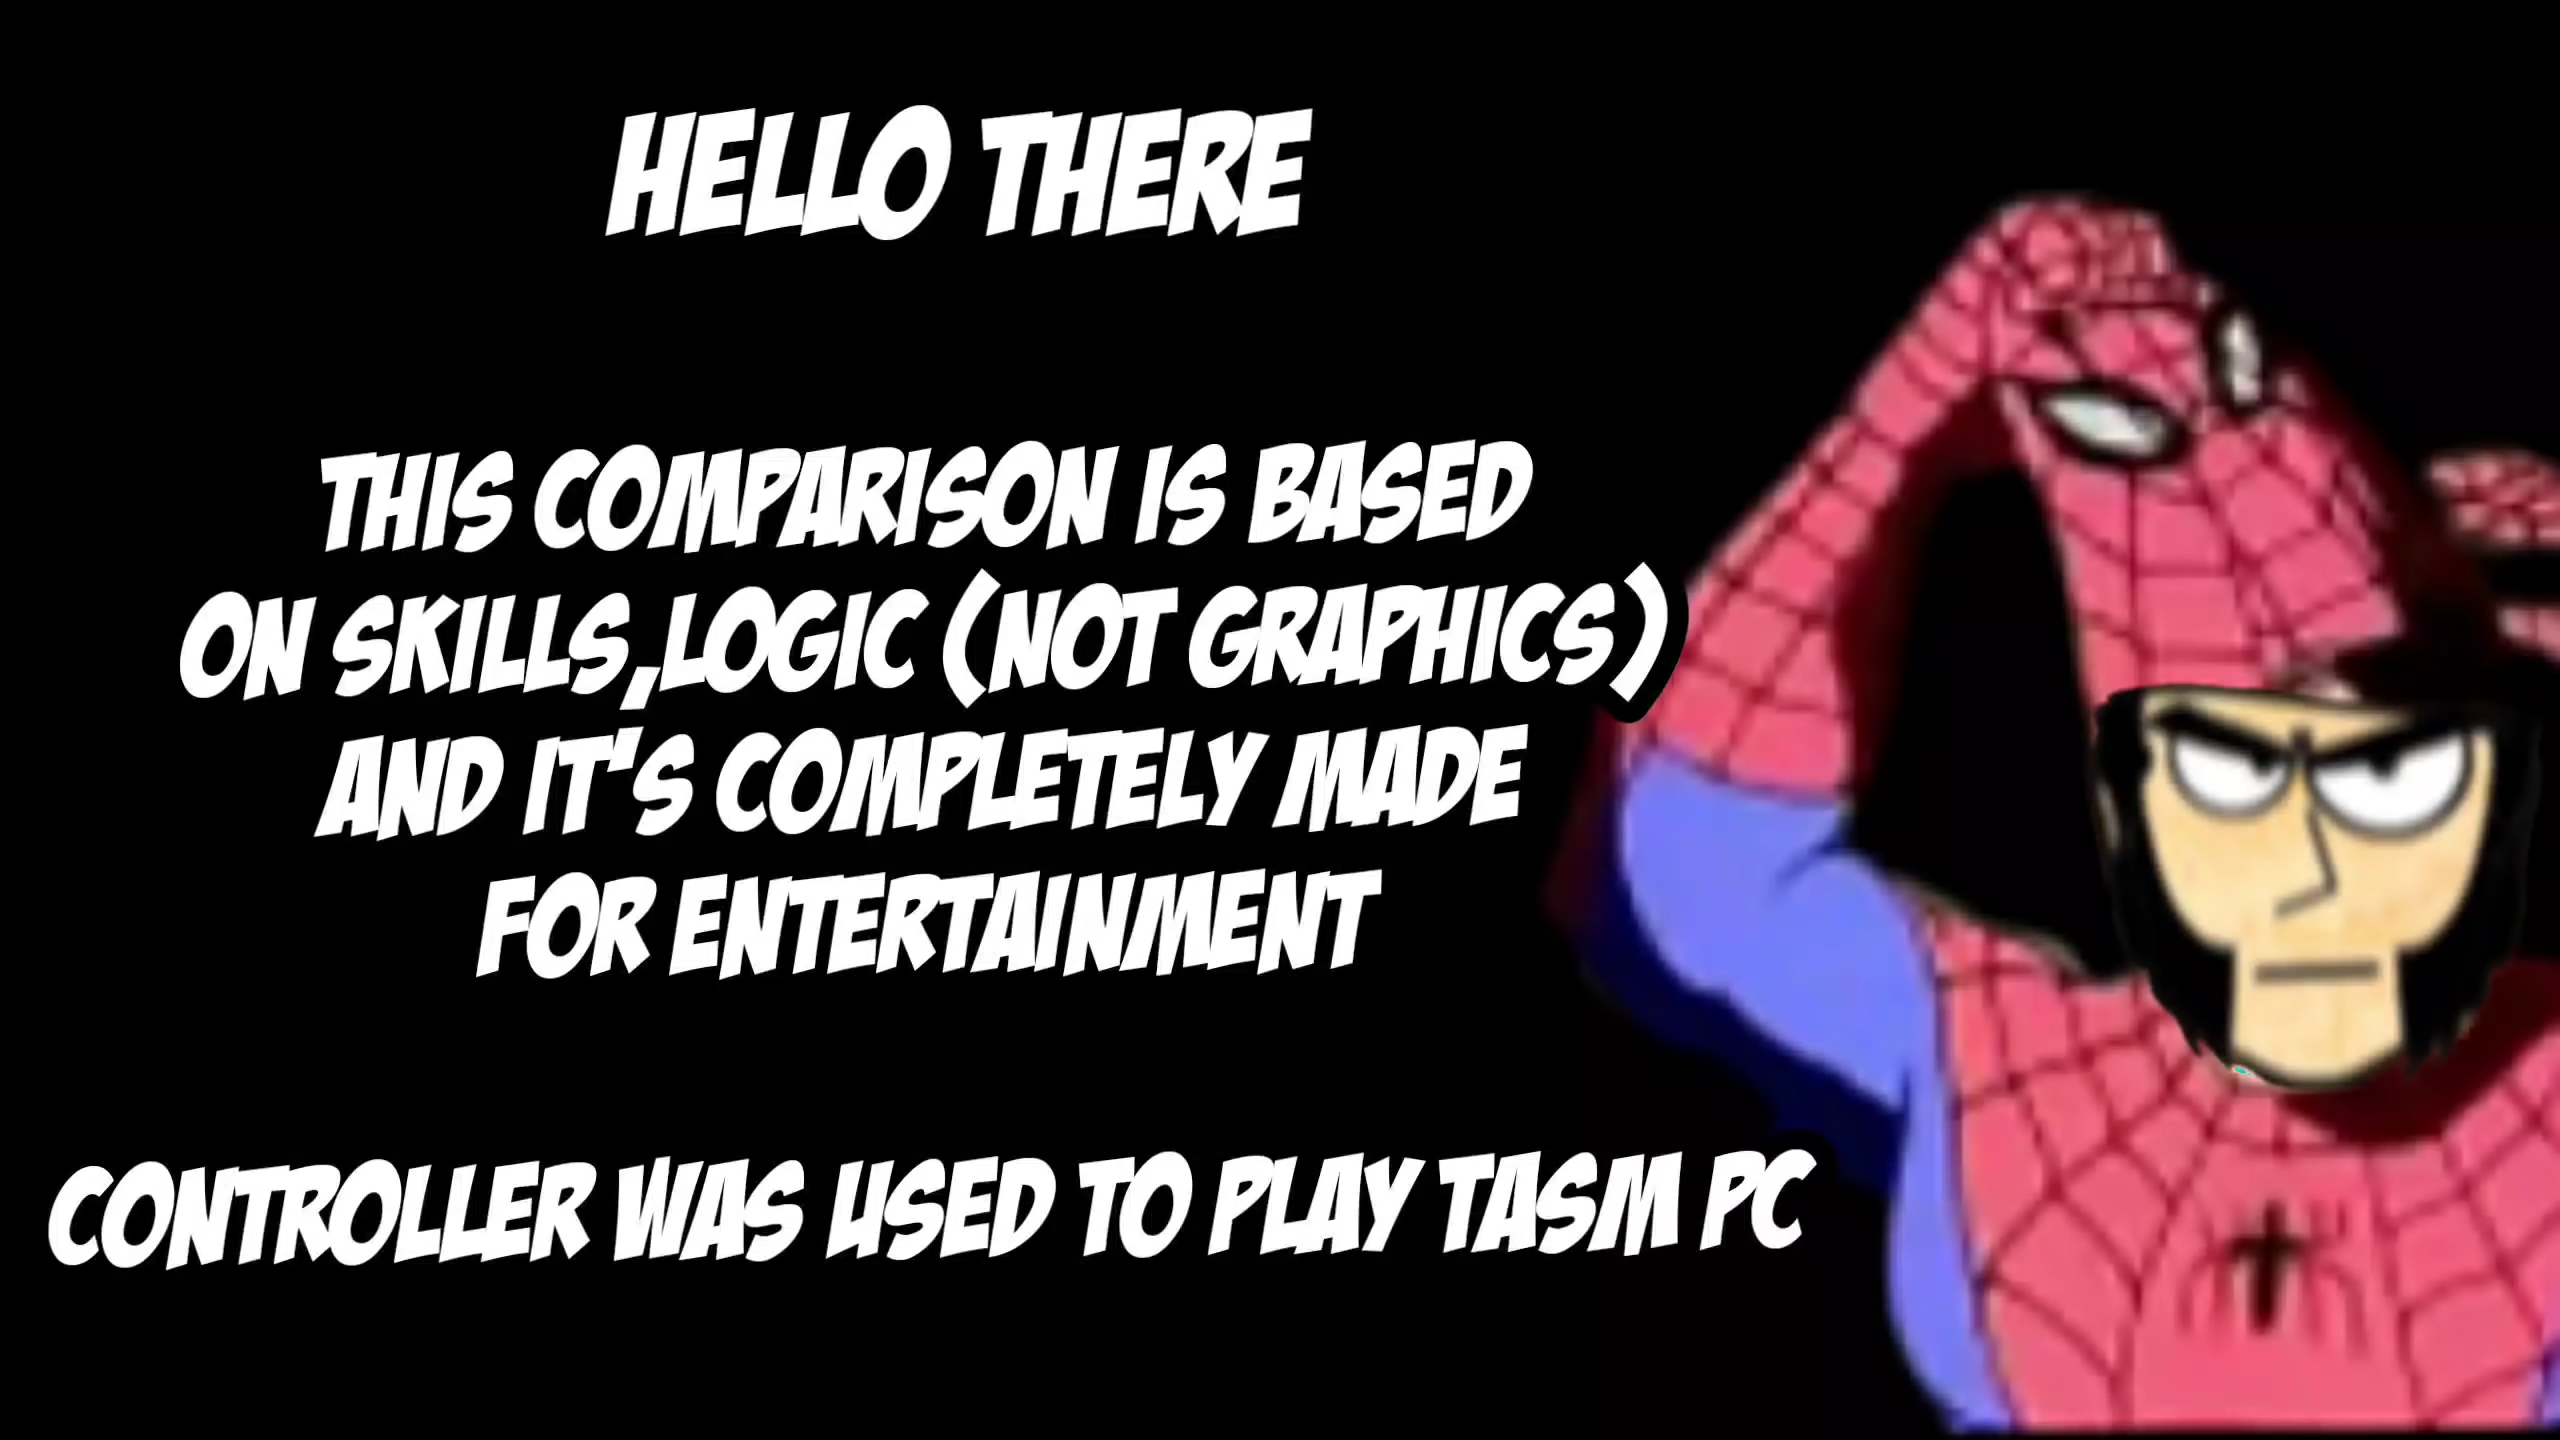 HELLO THERE
THIS COMPARISON IS BASED
ON SKILLS,LOGIC (NOT GRAPHICS)
AND IT'S COMPLETELY MADE
FOR ENTERTAINMENT
CONTROLLER WAS USED TO PLAY TASM PC